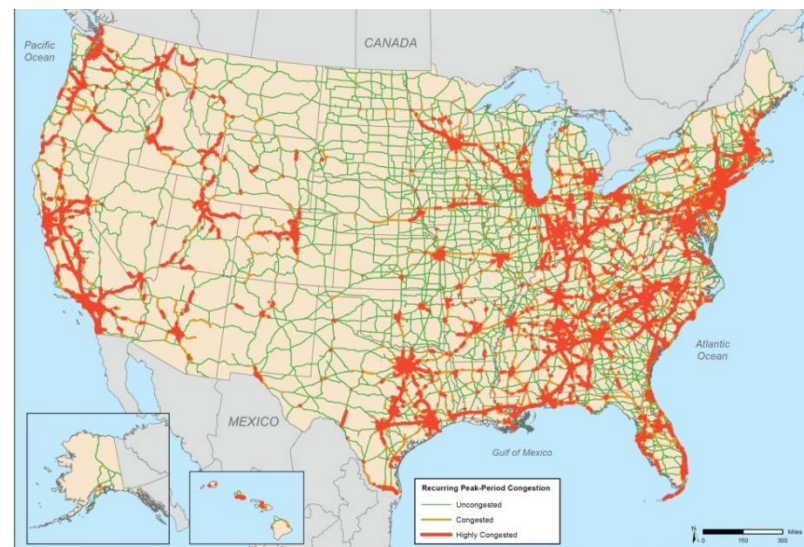 Pacific
Ocean
CANADA
Atlantic
Ocean
MEXICO
Gulf of Mexico
Recurring Peak-Period Congestion
Uncongested
Congested
Highly Congested
N
Miles
0 150 300